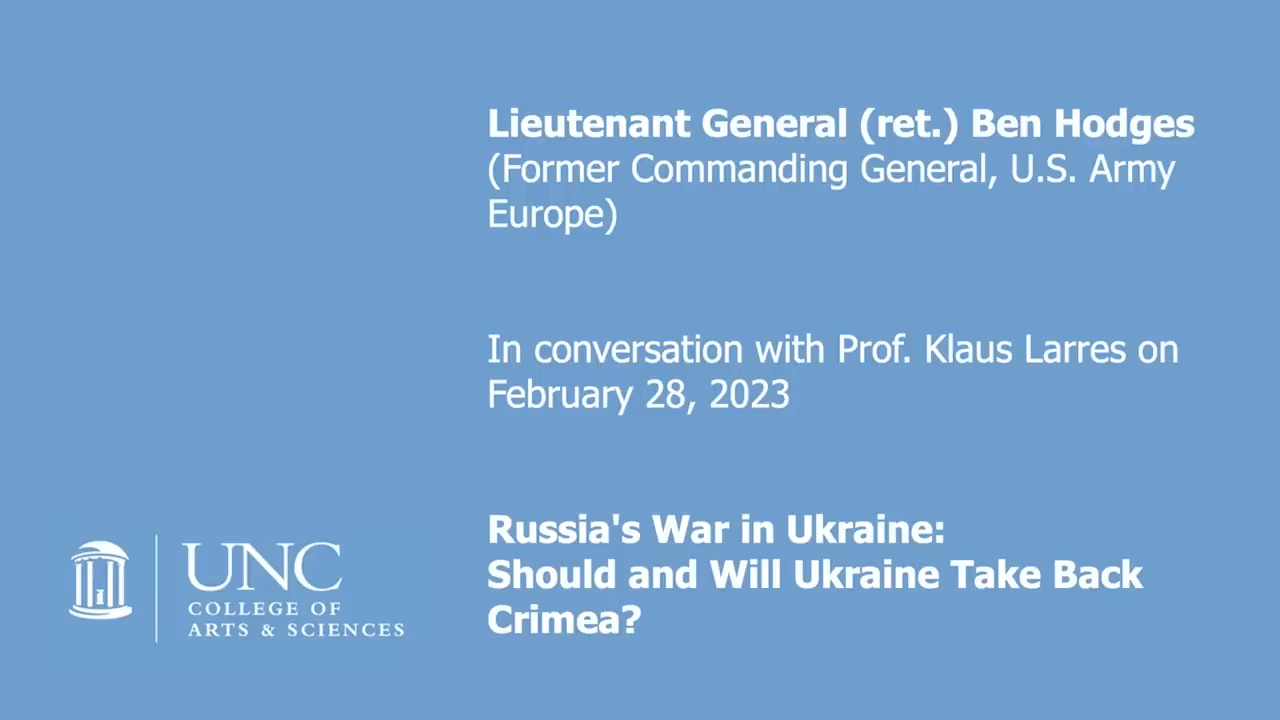 Lieutenant General (ret.) Ben Hodges
(Former Commanding General, U.S. Army
Europe)
In conversation with Prof. Klaus Larres on
February 28, 2023
Russia's War in Ukraine:
Should and Will Ukraine Take Back
Crimea?
UNC
COLLEGE OF
ARTS & SCIENCES